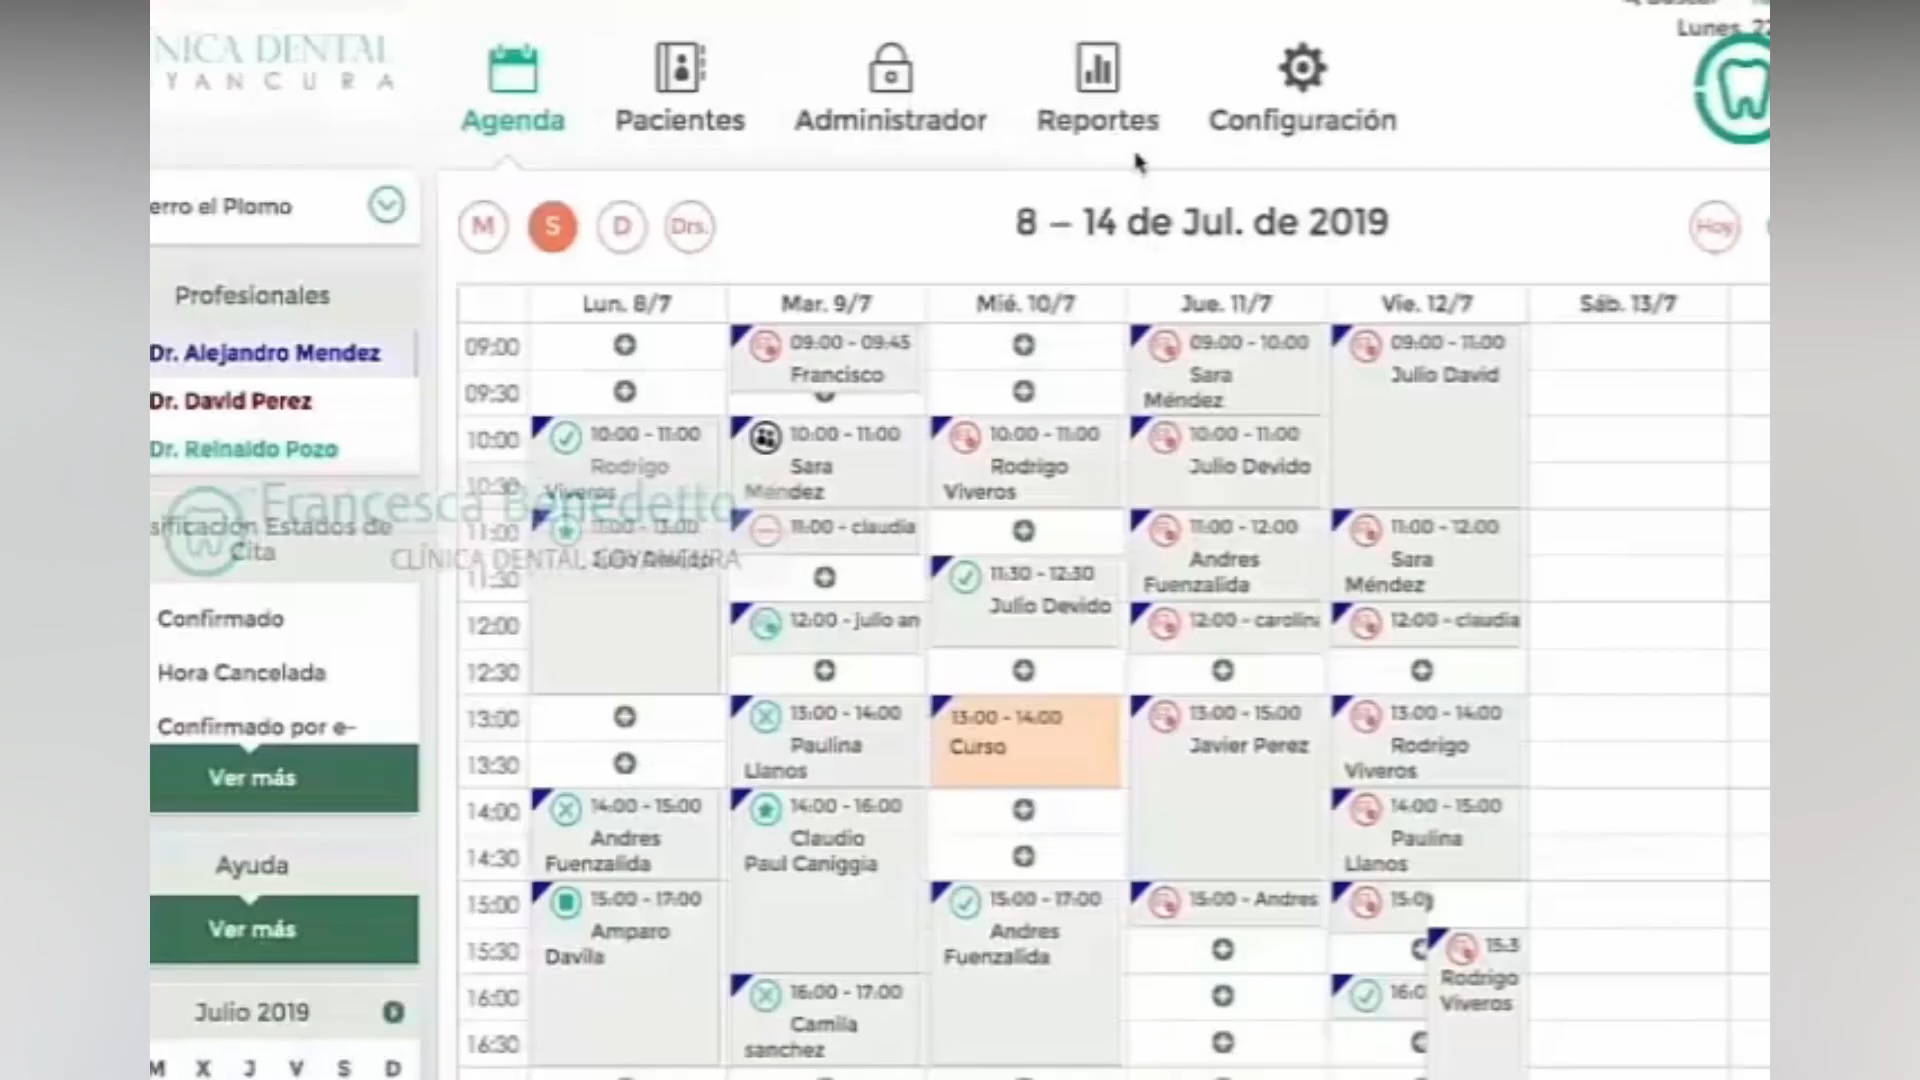 NICA DENTAL
YANCURA
Agenda
Pacientes
Administrador
Reportes
Configuración
Lunes, 22
erro el Plomo
M
S
D
Drs.
8 – 14 de Jul. de 2019
Hoy
Profesionales
Dr. Alejandro Mendez
Dr. David Perez
Dr. Reinaldo Pozo
Francesca Benedetto
CLÍNICA DENTAL GOYANCURA
sificación Estados de
Cita
Confirmado
Hora Cancelada
Confirmado por e-
Ver más
Ayuda
Ver más
Julio 2019
M X J V S D
Lun. 8/7
Mar. 9/7
Mié. 10/7
Jue. 11/7
Vie. 12/7
Sáb. 13/7
09:00
09:30
10:00
10:30
11:00
11:30
12:00
12:30
13:00
13:30
14:00
14:30
15:00
15:30
16:00
16:30
10:00 - 11:00
Rodrigo
Viveros
11:00 - 13:00
14:00 - 15:00
Andres
Fuenzalida
15:00 - 17:00
Amparo
Davila
09:00 - 09:45
Francisco
10:00 - 11:00
Sara
Méndez
11:00 - claudia
12:00 - julio an
13:00 - 14:00
Paulina
Llanos
14:00 - 16:00
Claudio
Paul Caniggia
16:00 - 17:00
Camila
sanchez
10:00 - 11:00
Rodrigo
Viveros
11:30 - 12:30
Julio Devido
13:00 - 14:00
Curso
15:00 - 17:00
Andres
Fuenzalida
09:00 - 10:00
Sara
Méndez
10:00 - 11:00
Julio Devido
11:00 - 12:00
Andres
Fuenzalida
12:00 - carolina
13:00 - 15:00
Javier Perez
15:00 - Andres
09:00 - 11:00
Julio David
11:00 - 12:00
Sara
Méndez
12:00 - claudia
13:00 - 14:00
Rodrigo
Viveros
14:00 - 15:00
Paulina
Llanos
15:0
15:3
Rodrigo
Viveros
16:0